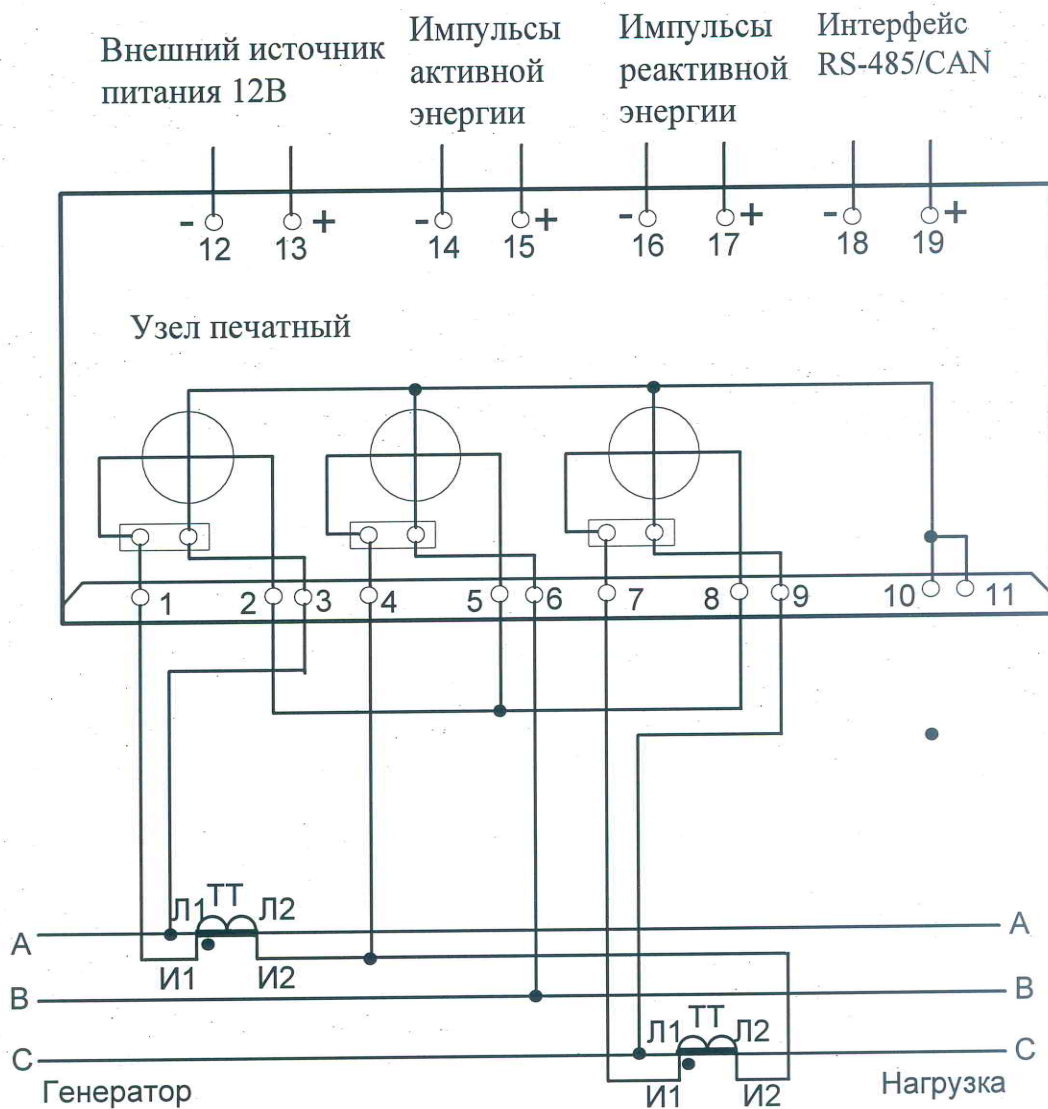 Внешний источник
питания 12В
Импульсы
активной
энергии
Импульсы
реактивной
энергии
Интерфейс
RS-485/CAN
- 12 13 + - 14 15 + - 16 17 + - 18 19 +
Узел печатный
1 2 3 4 5 6 7 8 9 10 11
Л1 ТТ Л2
А А
И1 И2
В В
Л1 ТТ Л2
С С
И1 И2
Генератор Нагрузка